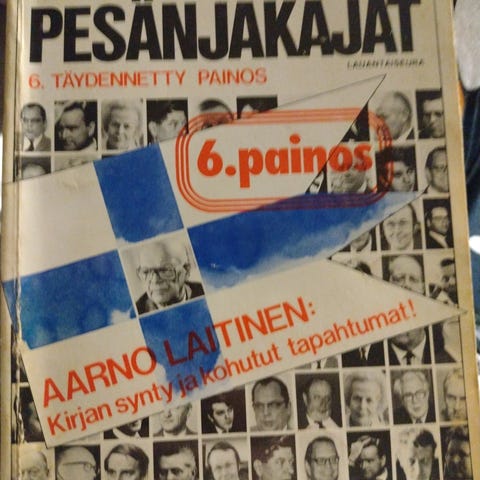 PESÄNJAKAJAT
LAUANTAISEURA
6. TÄYDENNETTY PAINOS
6.painos
AARNO LAITINEN:
Kirjan synty ja kohutut tapahtumat!